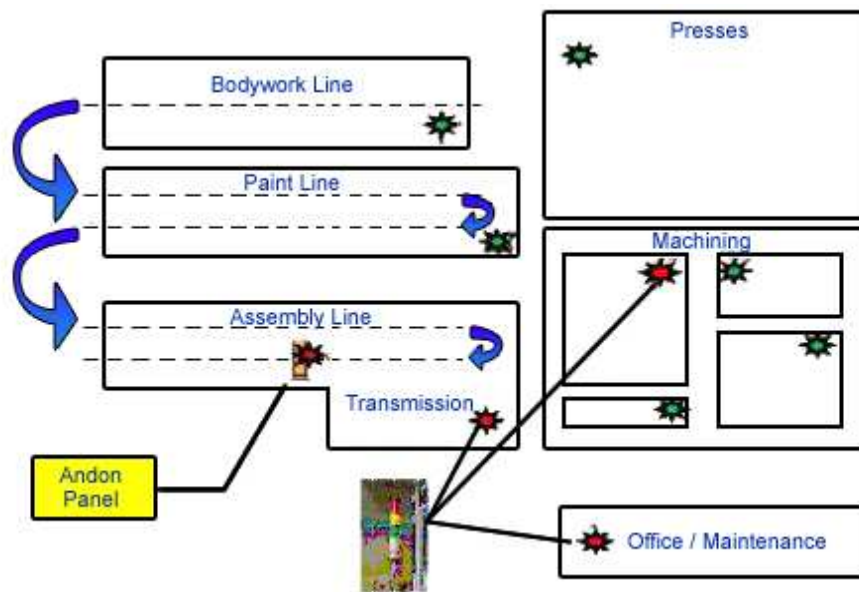 Presses
Bodywork Line
Paint Line
Machining
Assembly Line
Transmission
Andon
Panel
Office / Maintenance